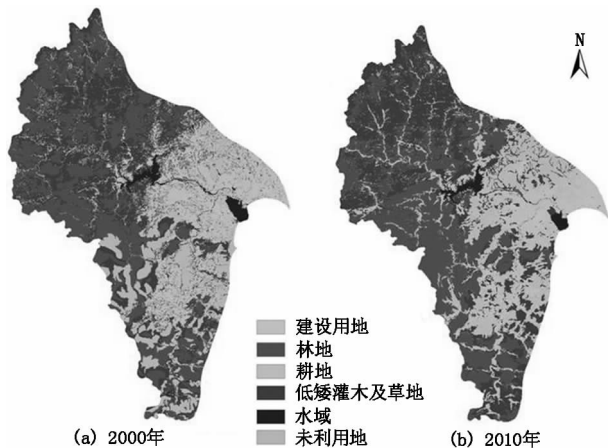 N
建设用地
林地
耕地
低矮灌木及草地
水域
未利用地
(a) 2000年
(b) 2010年